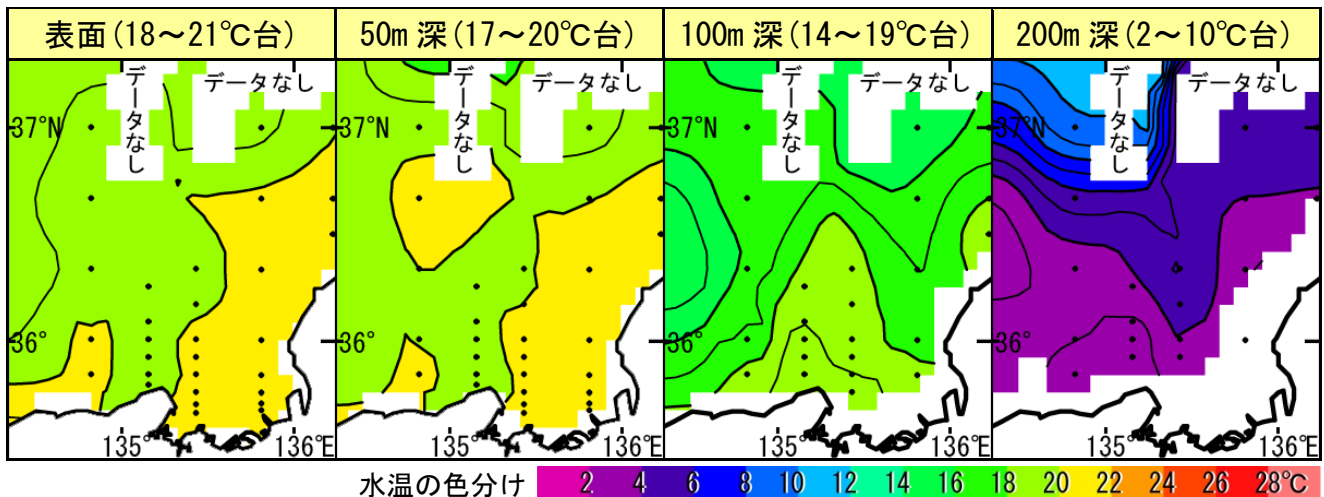 表面(18～21℃台)
50m 深(17～20℃台)
100m 深(14～19℃台)
200m 深(2～10℃台)
データなし
データなし
37°N
36°
135°
136°E
データなし
データなし
37°N
36°
135°
136°E
データなし
データなし
37°N
36°
135°
136°E
データなし
データなし
37°N
36°
135°
136°E
水温の色分け 2 4 6 8 10 12 14 16 18 20 22 24 26 28℃